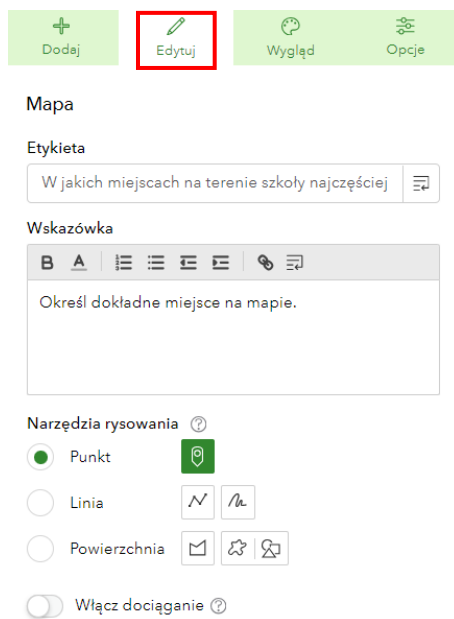 Dodaj
Edytuj
Wygląd
Opcje
Mapa
Etykieta
W jakich miejscach na terenie szkoły najczęściej
Wskazówka
B A
Określ dokładne miejsce na mapie.
Narzędzia rysowania ?
Punkt
Linia
Powierzchnia
Włącz dociąganie ?